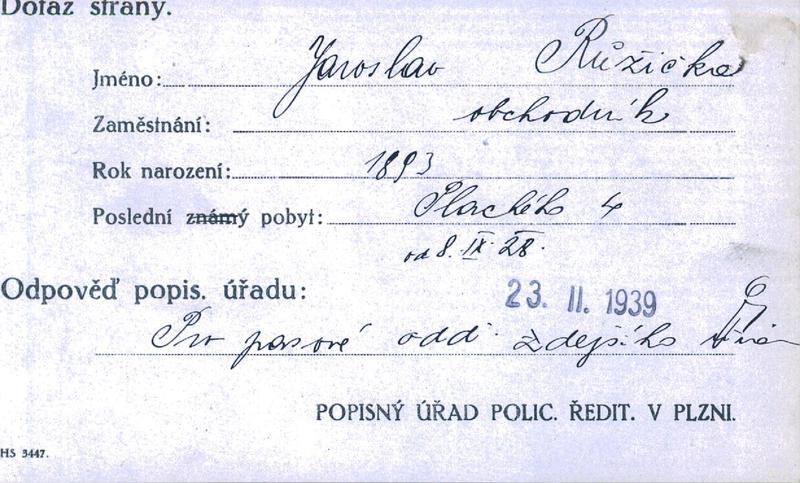 Dotaz strany.
Jméno: Jaroslav Růžička
Zaměstnání: obchodník
Rok narození: 1893
Poslední známý pobyt: Plachého 4
od 8. IX. 28.
Odpověď popis. úřadu:
23. II. 1939
Pro pasové odd. zdejšího
POPISNÝ ÚŘAD POLIC. ŘEDIT. V PLZNI.
HS 3447.